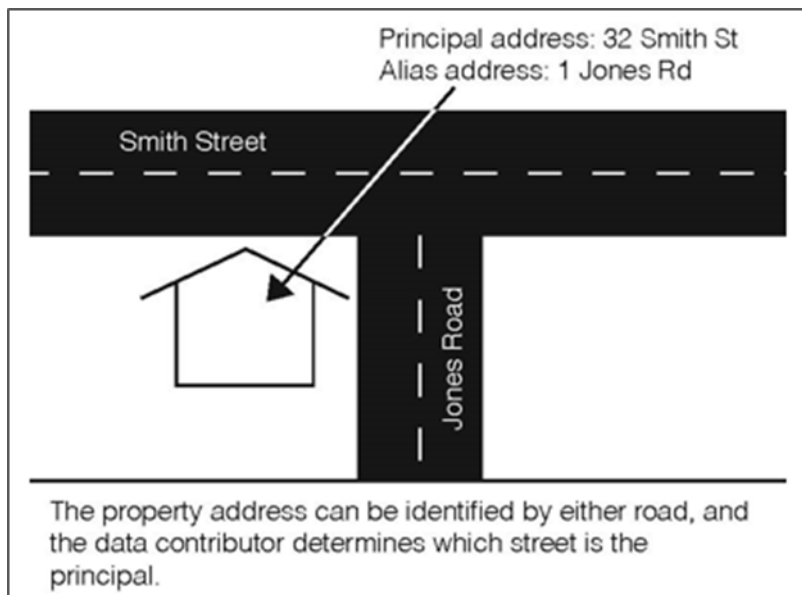 Principal address: 32 Smith St
Alias address: 1 Jones Rd
Smith Street
Jones Road
The property address can be identified by either road, and
the data contributor determines which street is the
principal.